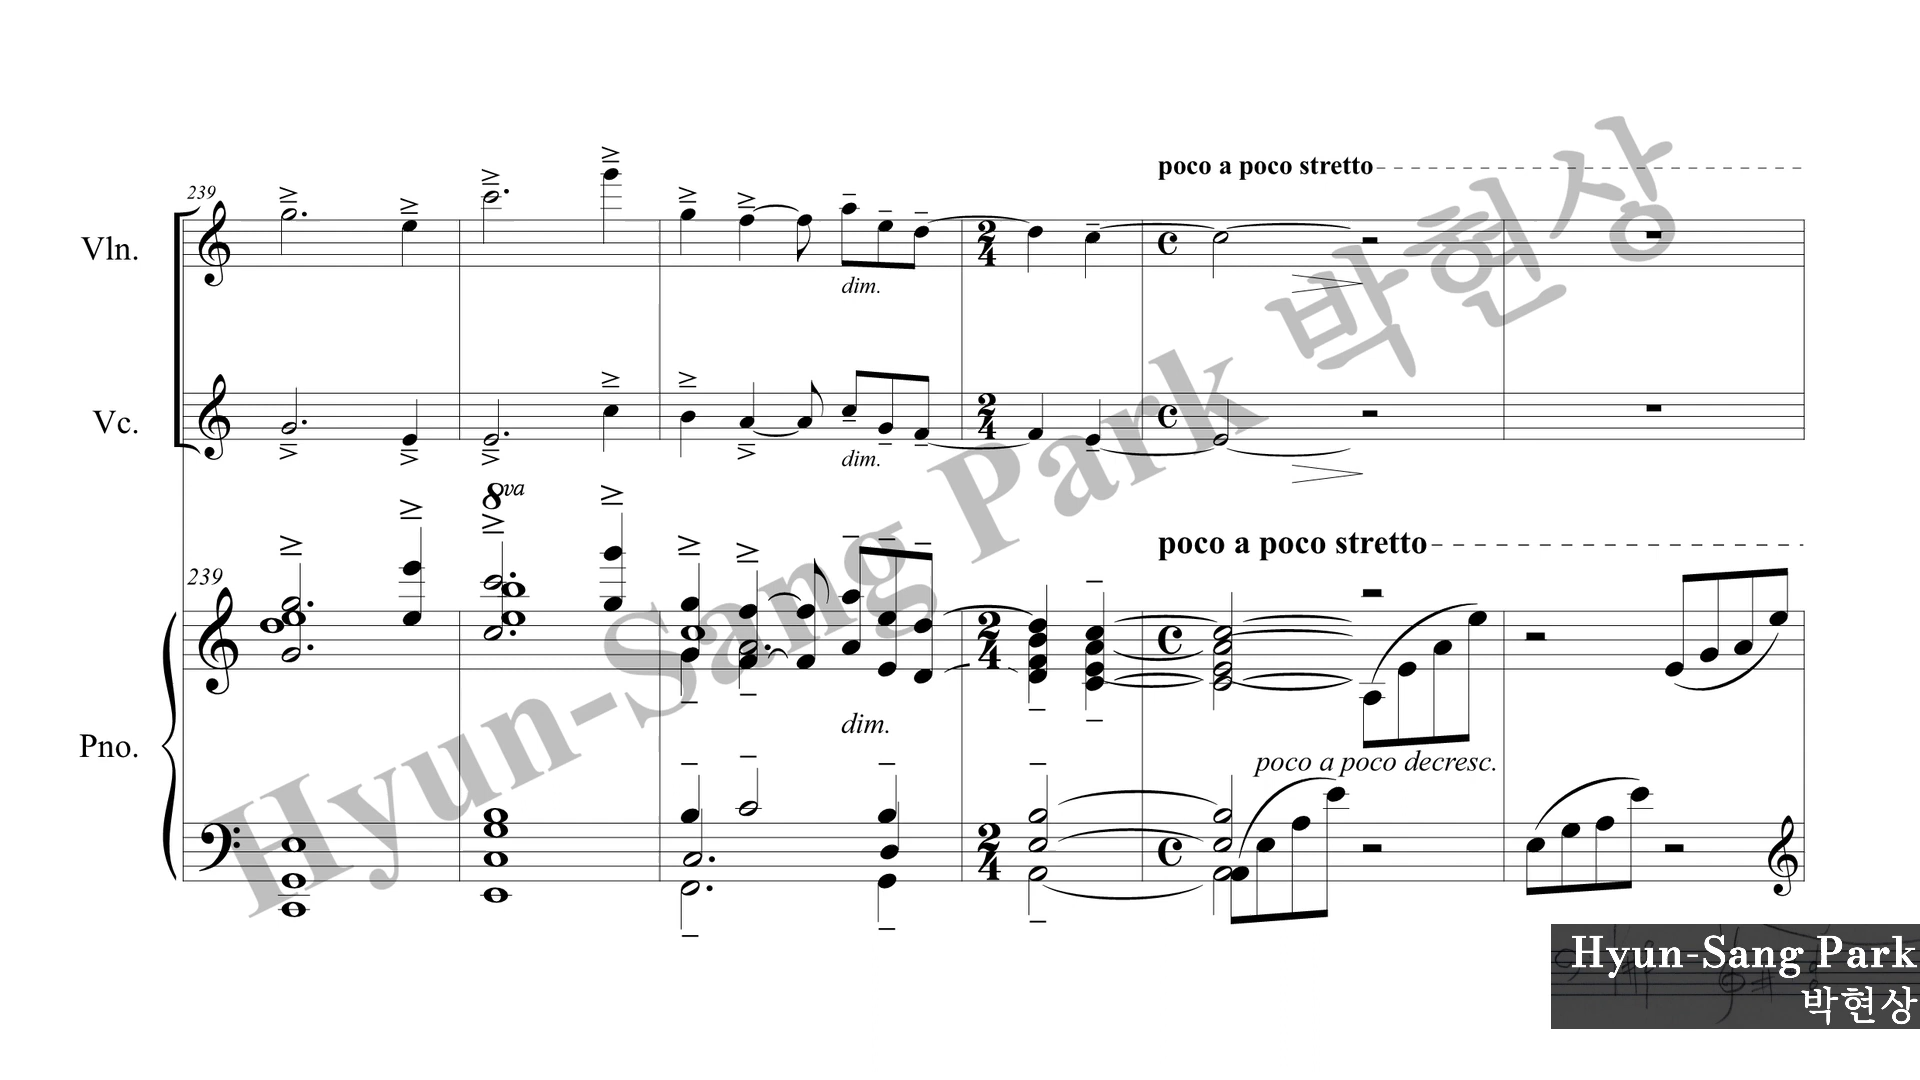 poco a poco stretto
239
Vln.
dim.
Vc.
dim.
8va
poco a poco stretto
239
Pno.
dim.
poco a poco decresc.
Hyun-Sang Park 박현상
Hyun-Sang Park
박현상